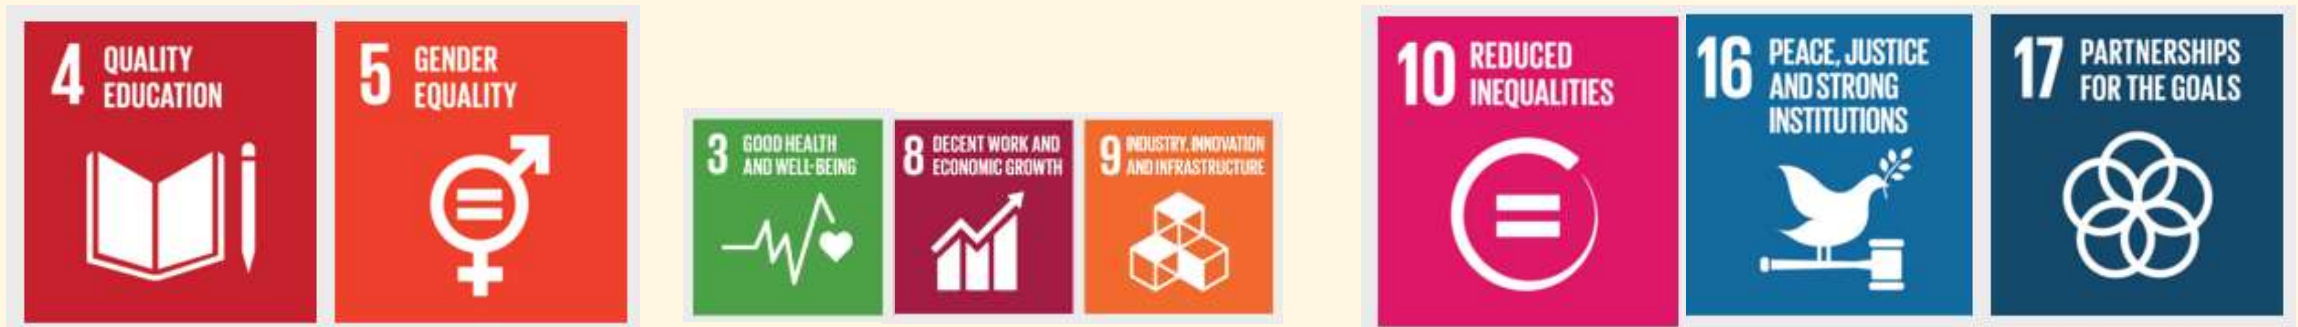 4 QUALITY
EDUCATION
5 GENDER
EQUALITY
3 GOOD HEALTH
AND WELL-BEING
8 DECENT WORK AND
ECONOMIC GROWTH
9 INDUSTRY, INNOVATION
AND INFRASTRUCTURE
10 REDUCED
INEQUALITIES
16 PEACE, JUSTICE
AND STRONG
INSTITUTIONS
17 PARTNERSHIPS
FOR THE GOALS